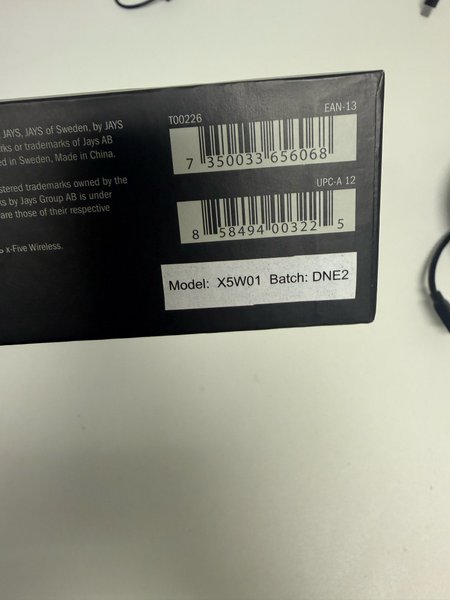 JAYS, JAYS of Sweden, by JAYS
rks or trademarks of Jays AB
ed in Sweden, Made in China.
stered trademarks owned by the
ks by Jays Group AB is under
are those of their respective
x-Five Wireless.
T00226
EAN-13
7 350033 656068
UPC-A 12
8 58494 00322 5
Model: X5W01 Batch: DNE2